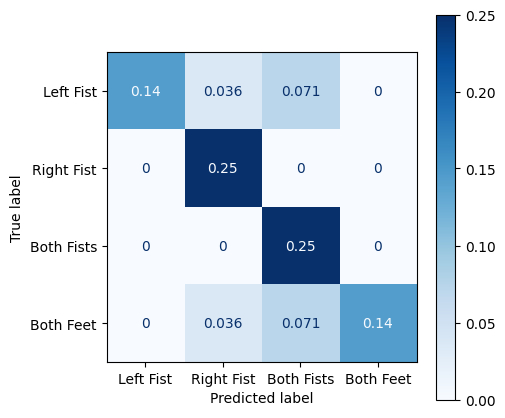 Left Fist 0.14 0.036 0.071 0
Right Fist 0 0.25 0 0
Both Fists 0 0 0.25 0
Both Feet 0 0.036 0.071 0.14
Left Fist Right Fist Both Fists Both Feet
Predicted label
True label
0.25
0.20
0.15
0.10
0.05
0.00